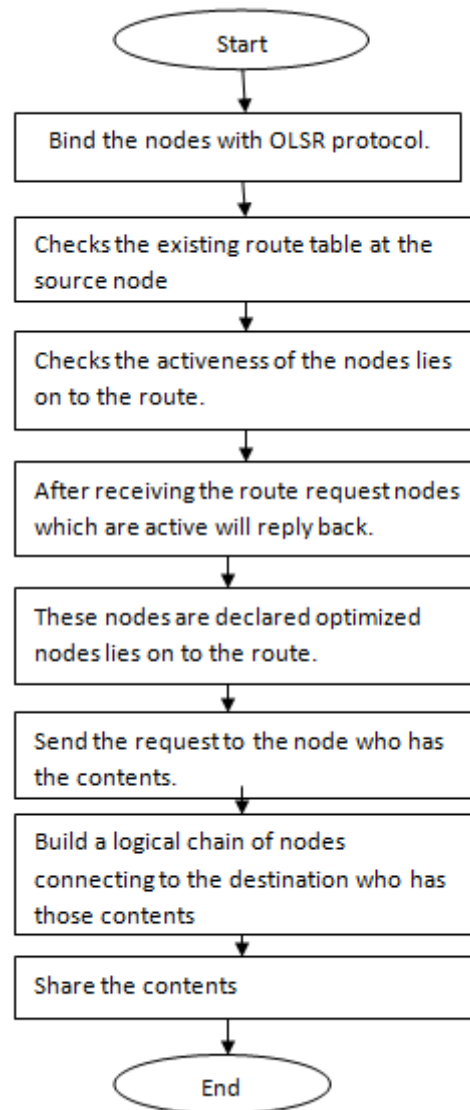 Start
Bind the nodes with OLSR protocol.
Checks the existing route table at the
source node
Checks the activeness of the nodes lies
on to the route.
After receiving the route request nodes
which are active will reply back.
These nodes are declared optimized
nodes lies on to the route.
Send the request to the node who has
the contents.
Build a logical chain of nodes
connecting to the destination who has
those contents
Share the contents
End